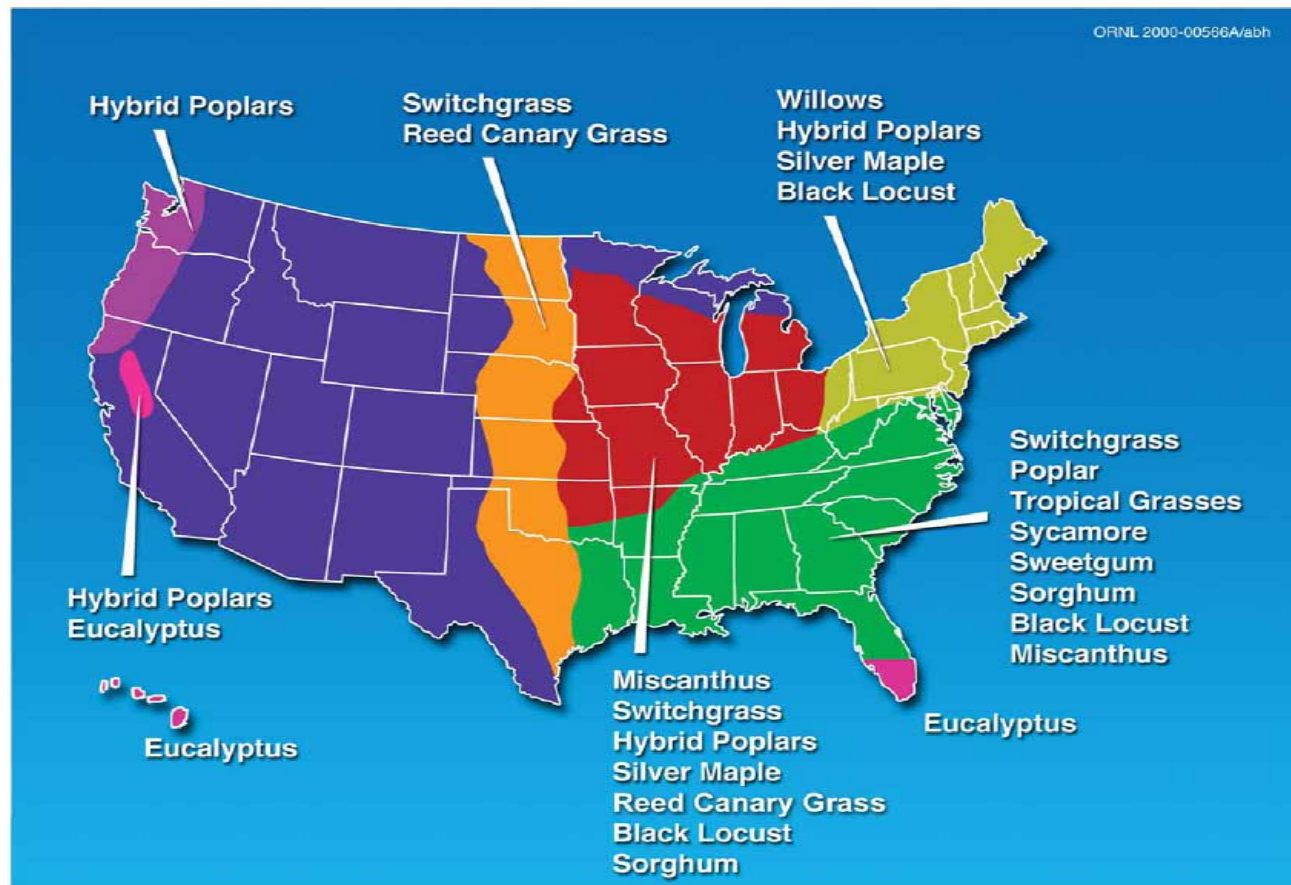 ORNL 2000-00566A/abh
Hybrid Poplars
Switchgrass
Reed Canary Grass
Willows
Hybrid Poplars
Silver Maple
Black Locust
Switchgrass
Poplar
Tropical Grasses
Sycamore
Sweetgum
Sorghum
Black Locust
Miscanthus
Hybrid Poplars
Eucalyptus
Eucalyptus
Miscanthus
Switchgrass
Hybrid Poplars
Silver Maple
Reed Canary Grass
Black Locust
Sorghum
Eucalyptus